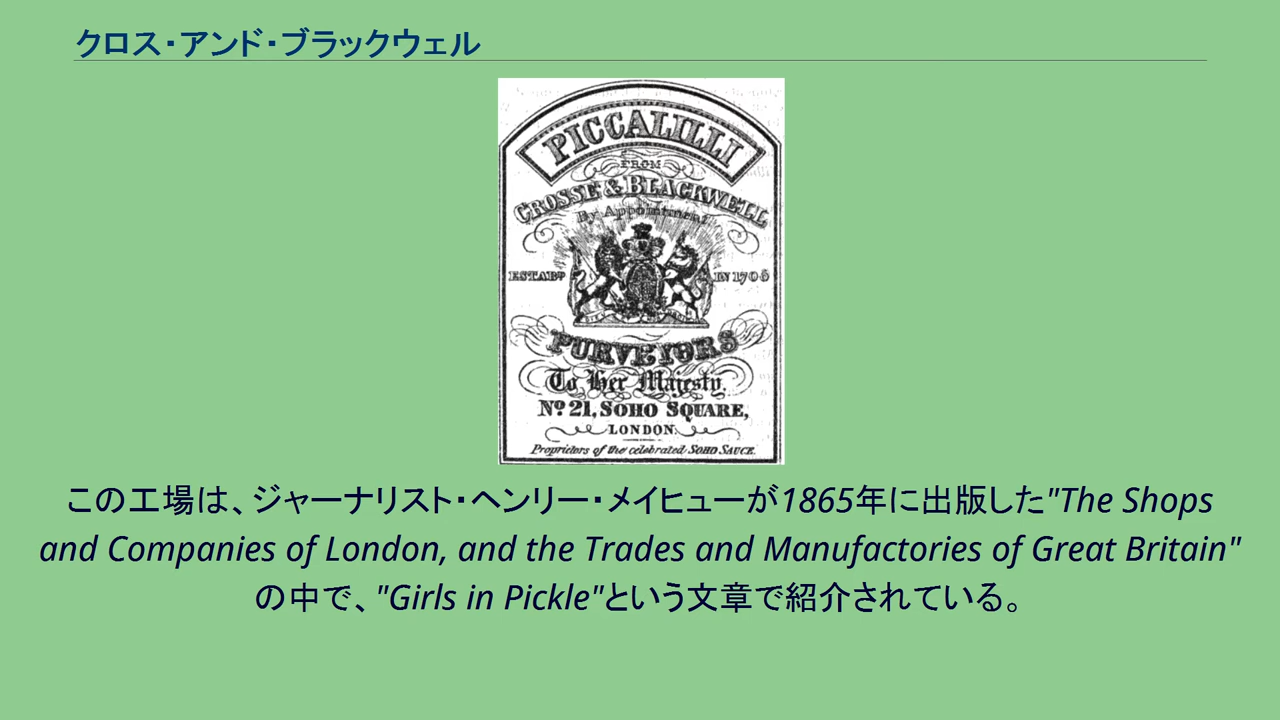 クロス・アンド・ブラックウェル
PICCALILLI
FROM
CROSSE & BLACKWELL
By Appointment
ESTABD IN 1706
PURVEYORS
To Her Majesty.
No 21, SOHO SQUARE,
LONDON.
Proprietors of the celebrated SOHO SAUCE.
この工場は、ジャーナリスト・ヘンリー・メイヒューが1865年に出版した"The Shops
and Companies of London, and the Trades and Manufactories of Great Britain"
の中で、"Girls in Pickle"という文章で紹介されている。